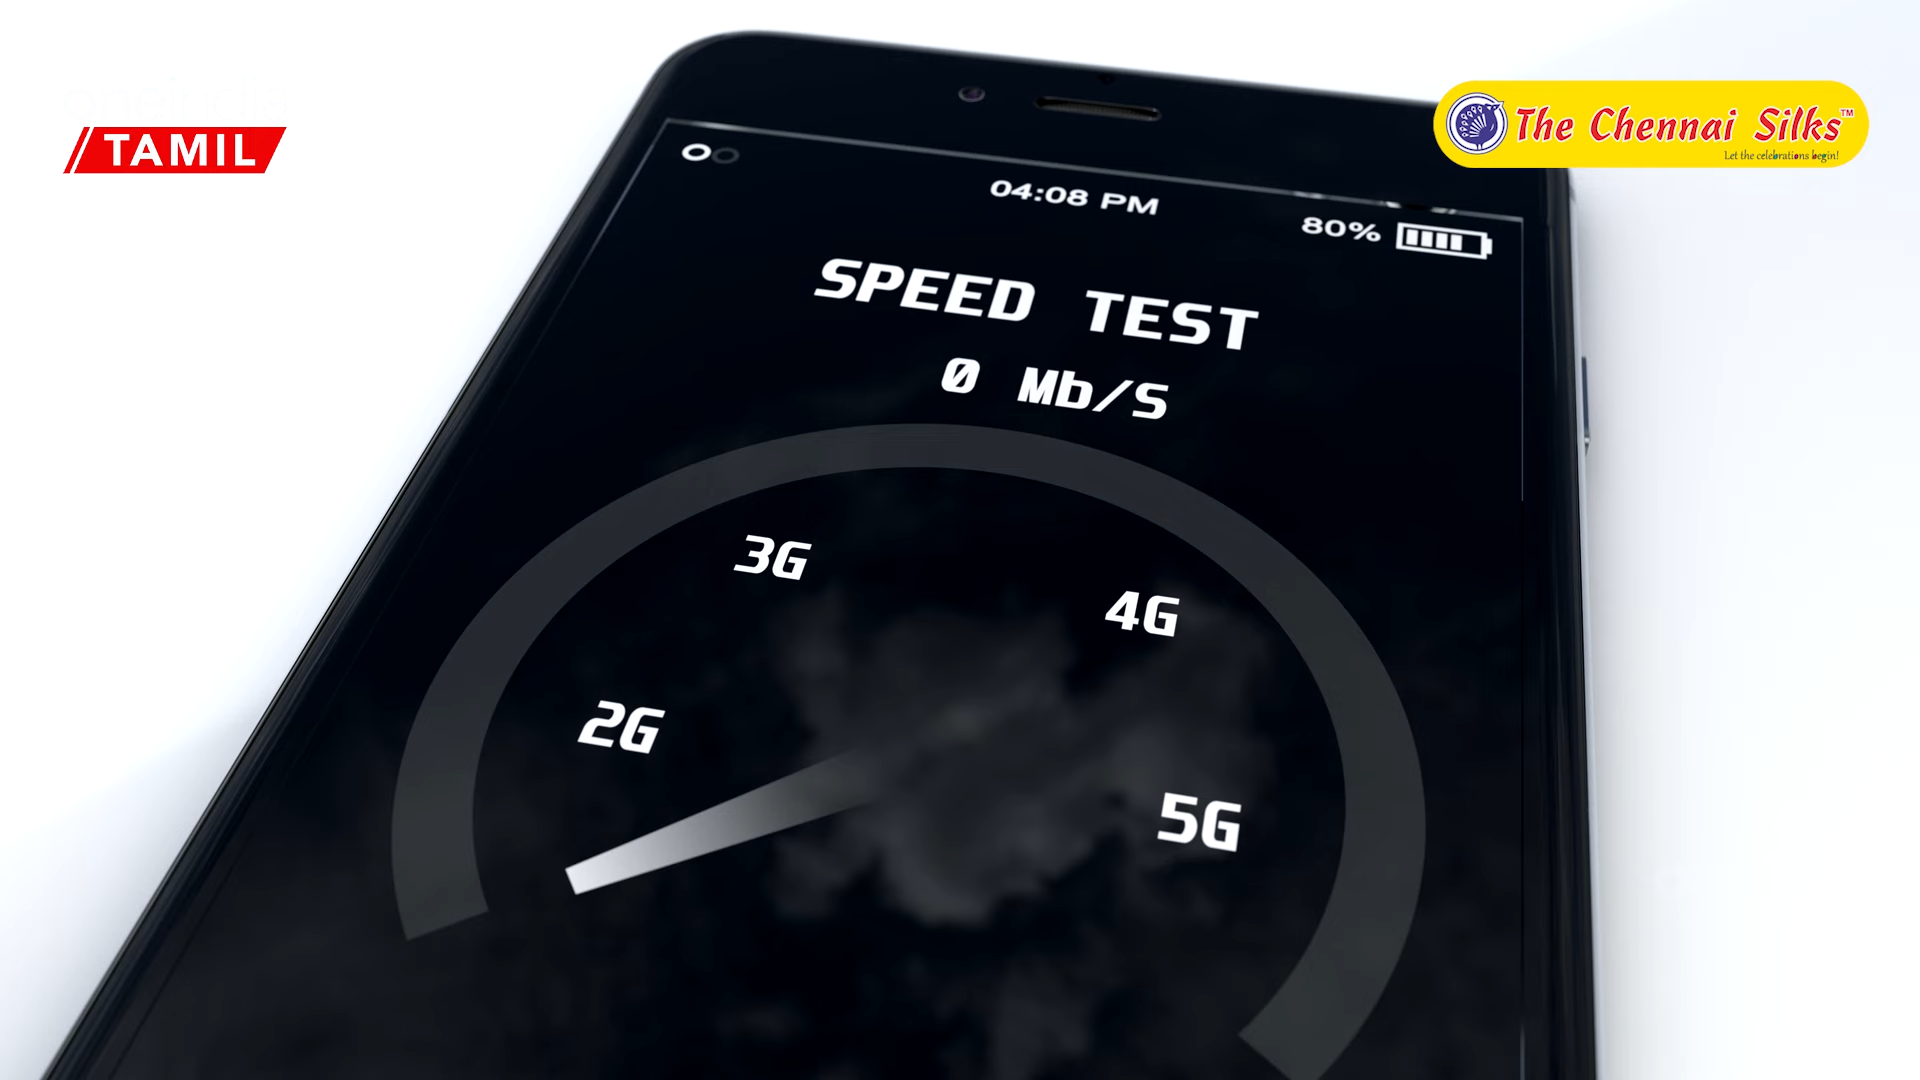 oneindia
TAMIL
The Chennai Silks™
Let the celebrations begin!
04:08 PM
80%
SPEED TEST
0 Mb/S
3G
4G
2G
5G